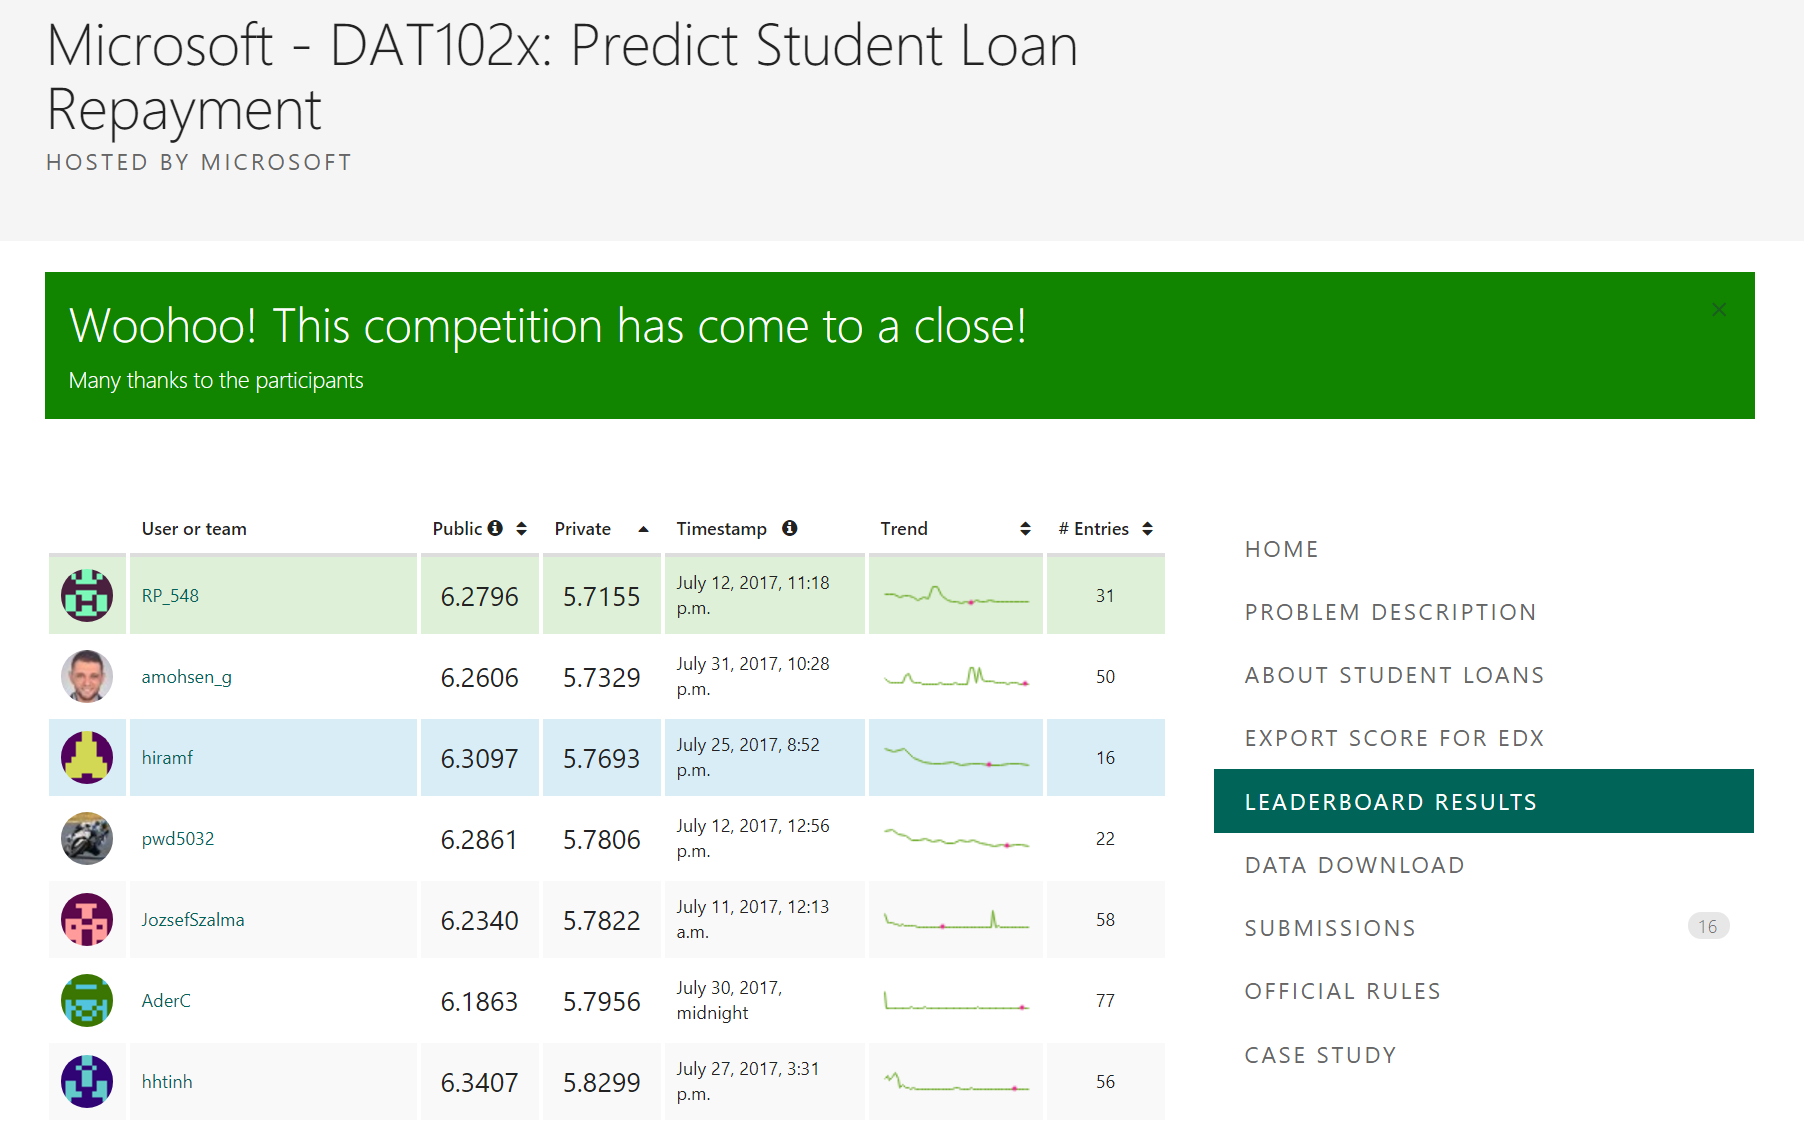 Microsoft - DAT102x: Predict Student Loan
Repayment
HOSTED BY MICROSOFT
Woohoo! This competition has come to a close!
Many thanks to the participants
User or team Public Private Timestamp Trend # Entries
RP_548 6.2796 5.7155 July 12, 2017, 11:18 p.m. 31
amohsen_g 6.2606 5.7329 July 31, 2017, 10:28 p.m. 50
hiramf 6.3097 5.7693 July 25, 2017, 8:52 p.m. 16
pwd5032 6.2861 5.7806 July 12, 2017, 12:56 p.m. 22
JozsefSzalma 6.2340 5.7822 July 11, 2017, 12:13 a.m. 58
AderC 6.1863 5.7956 July 30, 2017, midnight 77
hhtinh 6.3407 5.8299 July 27, 2017, 3:31 p.m. 56
HOME
PROBLEM DESCRIPTION
ABOUT STUDENT LOANS
EXPORT SCORE FOR EDX
LEADERBOARD RESULTS
DATA DOWNLOAD
SUBMISSIONS 16
OFFICIAL RULES
CASE STUDY